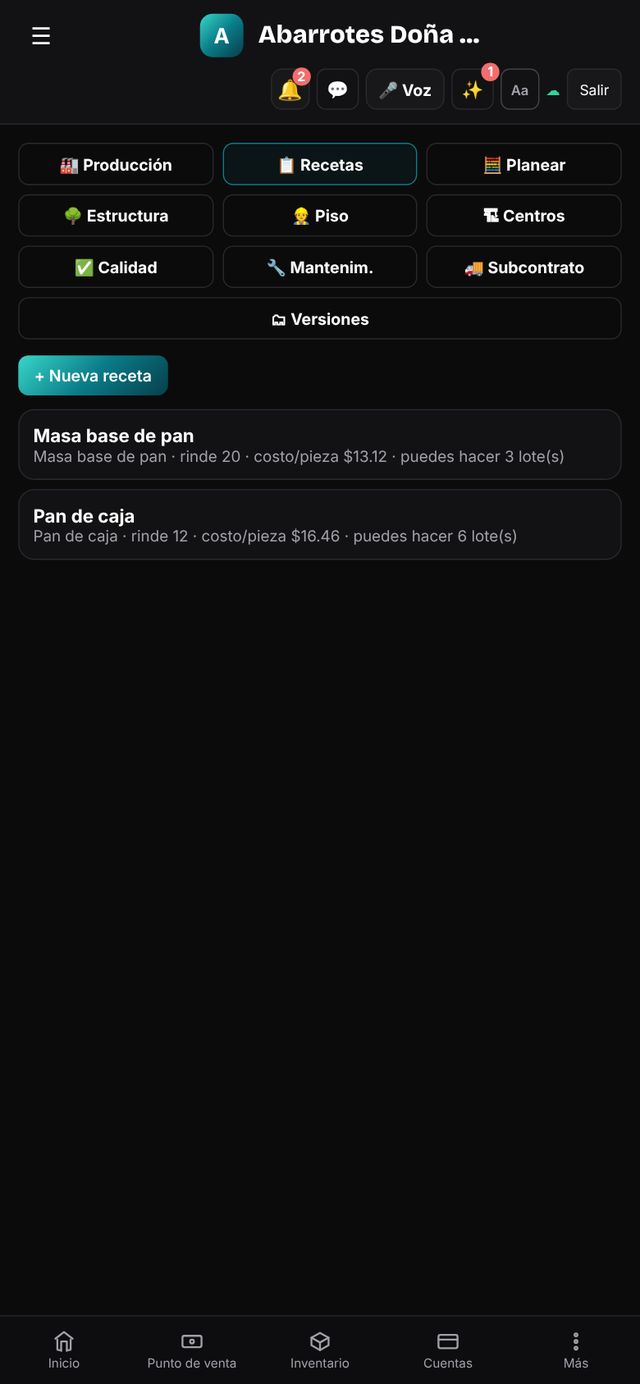 ☰ A Abarrotes Doña ...
🔔 2 💬 🎤 Voz ✨ 1 Aa ☁ Salir
🏭 Producción
📋 Recetas
🧮 Planear
🌳 Estructura
👷 Piso
🏗 Centros
✅ Calidad
🔧 Mantenim.
🚚 Subcontrato
🗂 Versiones
+ Nueva receta
Masa base de pan
Masa base de pan · rinde 20 · costo/pieza $13.12 · puedes hacer 3 lote(s)
Pan de caja
Pan de caja · rinde 12 · costo/pieza $16.46 · puedes hacer 6 lote(s)
Inicio
Punto de venta
Inventario
Cuentas
Más